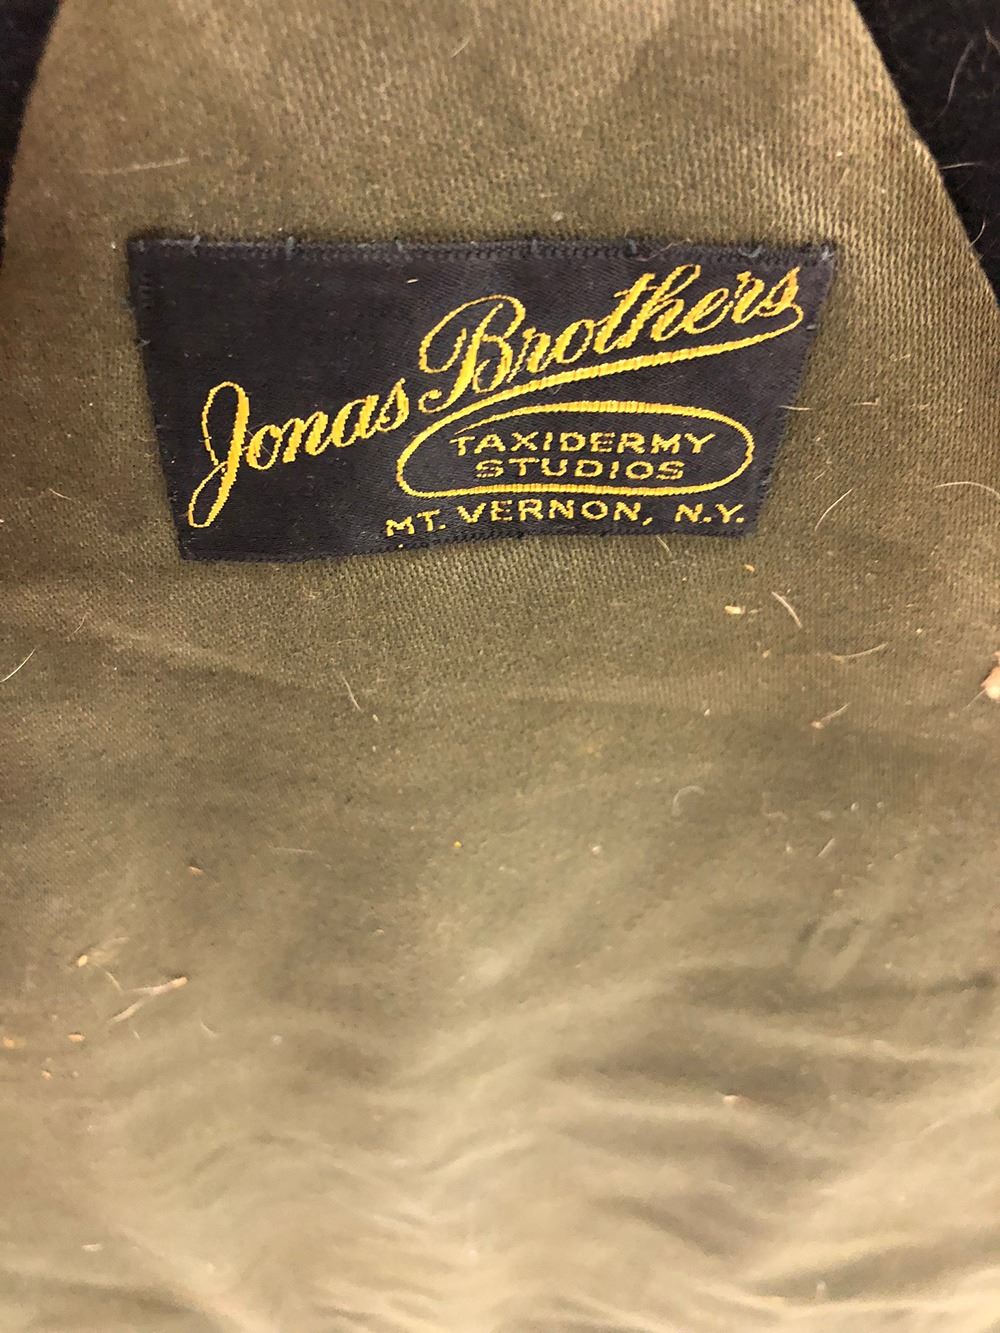 Jonas Brothers
TAXIDERMY
STUDIOS
MT. VERNON, N.Y.